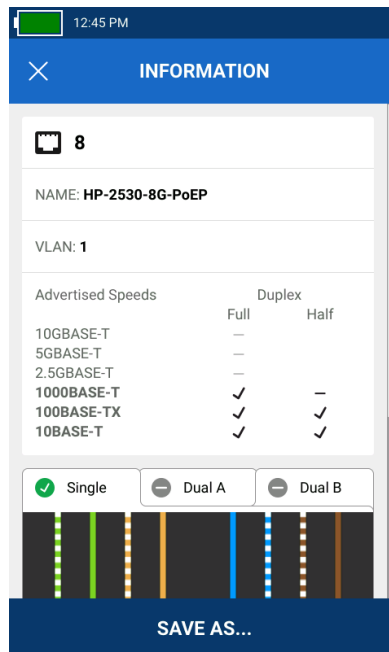 12:45 PM
INFORMATION
8
NAME: HP-2530-8G-PoEP
VLAN: 1
Advertised Speeds Duplex
Full Half
10GBASE-T —
5GBASE-T —
2.5GBASE-T —
1000BASE-T ✓ –
100BASE-TX ✓ ✓
10BASE-T ✓ ✓
Single Dual A Dual B
SAVE AS...